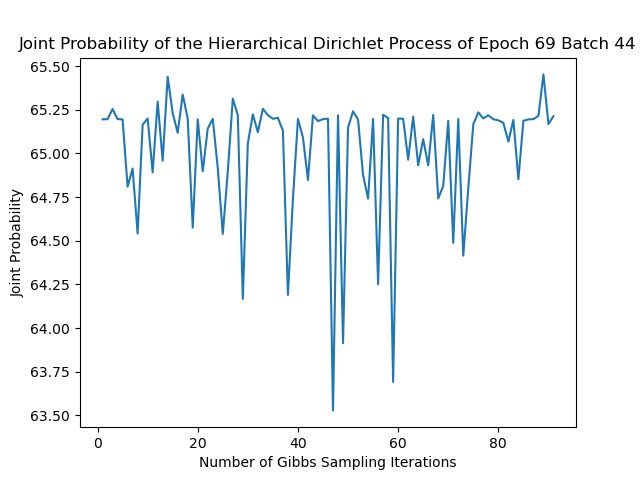 Joint Probability of the Hierarchical Dirichlet Process of Epoch 69 Batch 44
65.50
65.25
65.00
64.75
64.50
64.25
64.00
63.75
63.50
Joint Probability
0 20 40 60 80
Number of Gibbs Sampling Iterations